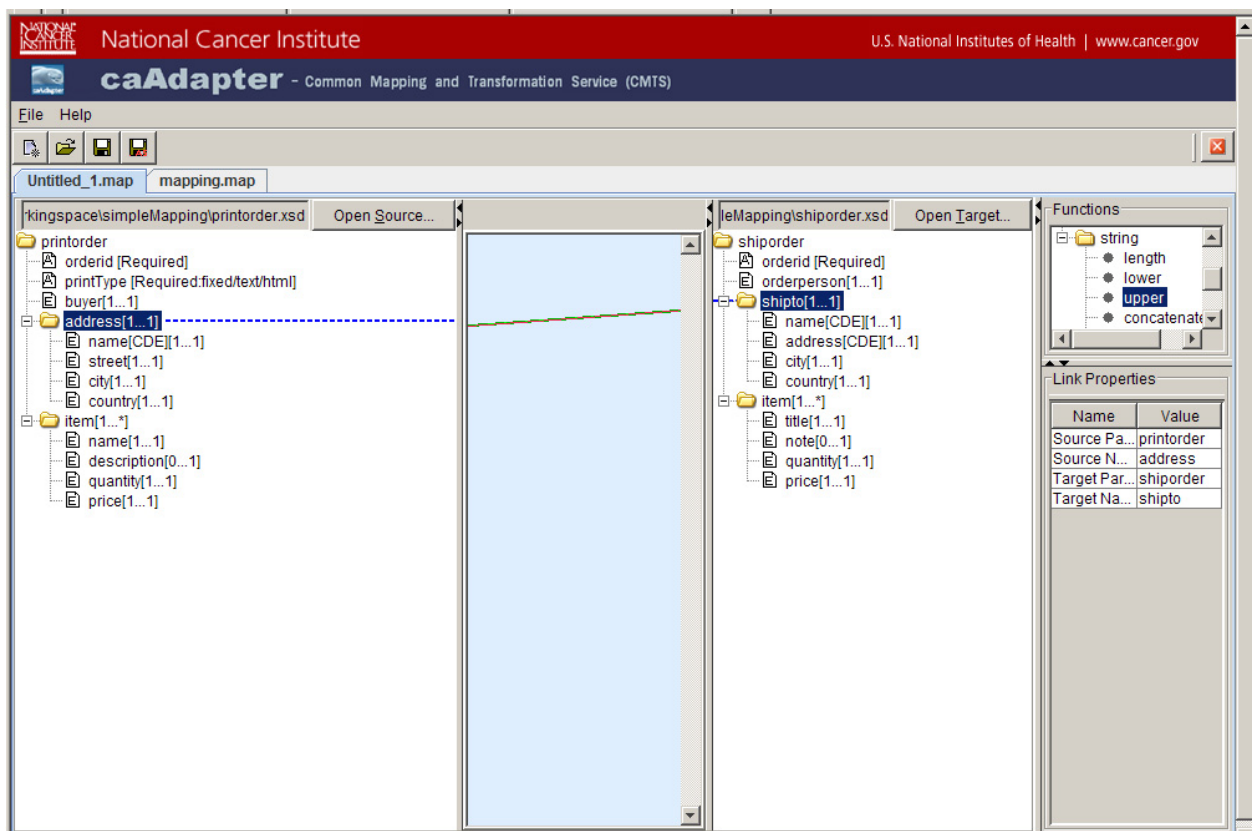 NATIONAL CANCER INSTITUTE
National Cancer Institute
U.S. National Institutes of Health | www.cancer.gov
caAdapter
caAdapter - Common Mapping and Transformation Service (CMTS)
File Help
Untitled_1.map mapping.map
rkingspace\simpleMapping\printorder.xsd Open Source...
leMapping\shiporder.xsd Open Target...
printorder
A orderid [Required]
A printType [Required:fixed/text/html]
E buyer[1...1]
address[1...1]
E name[CDE][1...1]
E street[1...1]
E city[1...1]
E country[1...1]
item[1...*]
E name[1...1]
E description[0...1]
E quantity[1...1]
E price[1...1]
shiporder
A orderid [Required]
E orderperson[1...1]
shipto[1...1]
E name[CDE][1...1]
E address[CDE][1...1]
E city[1...1]
E country[1...1]
item[1...*]
E title[1...1]
E note[0...1]
E quantity[1...1]
E price[1...1]
Functions
string
length
lower
upper
concatenate
Link Properties
Name Value
Source Pa... printorder
Source N... address
Target Par... shiporder
Target Na... shipto